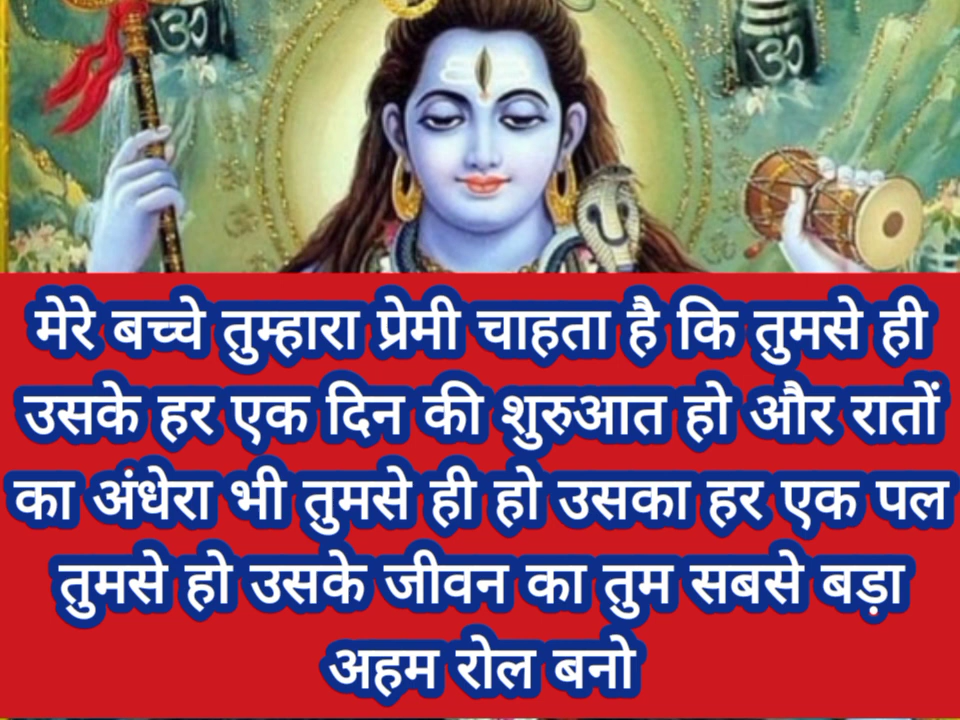 ॐ
ॐ
मेरे बच्चे तुम्हारा प्रेमी चाहता है कि तुमसे ही
उसके हर एक दिन की शुरुआत हो और रातों
का अंधेरा भी तुमसे ही हो उसका हर एक पल
तुमसे हो उसके जीवन का तुम सबसे बड़ा
अहम रोल बनो